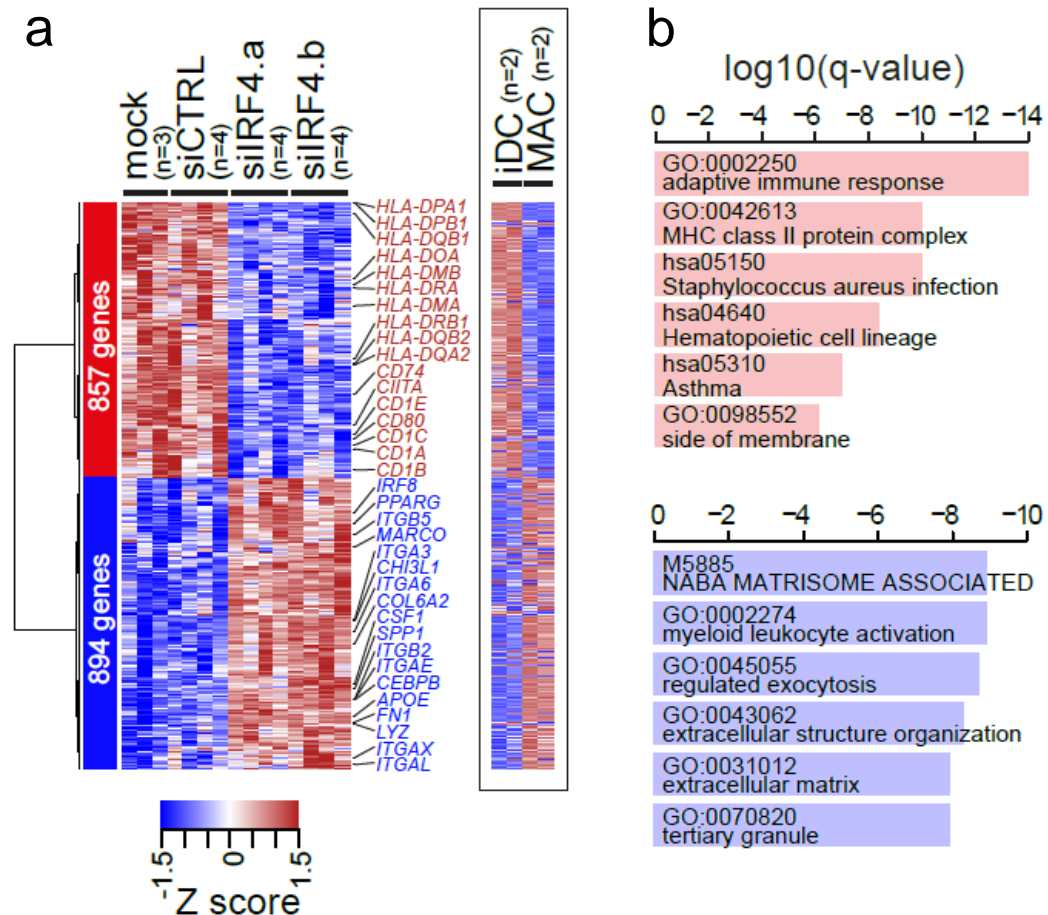 a
mock
(n=3)
siCTRL
(n=4)
siIRF4.a
(n=4)
siIRF4.b
(n=4)
iDC (n=2)
MAC (n=2)
857 genes
894 genes
HLA-DPA1
HLA-DPB1
HLA-DQB1
HLA-DOA
HLA-DMB
HLA-DRA
HLA-DMA
HLA-DRB1
HLA-DQB2
HLA-DQA2
CD74
CIITA
CD1E
CD80
CD1C
CD1A
CD1B
IRF8
PPARG
ITGB5
MARCO
ITGA3
CHI3L1
ITGA6
COL6A2
CSF1
SPP1
ITGB2
ITGAE
CEBPB
APOE
FN1
LYZ
ITGAX
ITGAL
-1.5 0 1.5
Z score
b
log10(q-value)
0 −2 −4 −6 −8 −10 −12 −14
GO:0002250
adaptive immune response
GO:0042613
MHC class II protein complex
hsa05150
Staphylococcus aureus infection
hsa04640
Hematopoietic cell lineage
hsa05310
Asthma
GO:0098552
side of membrane
0 −2 −4 −6 −8 −10
M5885
NABA MATRISOME ASSOCIATED
GO:0002274
myeloid leukocyte activation
GO:0045055
regulated exocytosis
GO:0043062
extracellular structure organization
GO:0031012
extracellular matrix
GO:0070820
tertiary granule